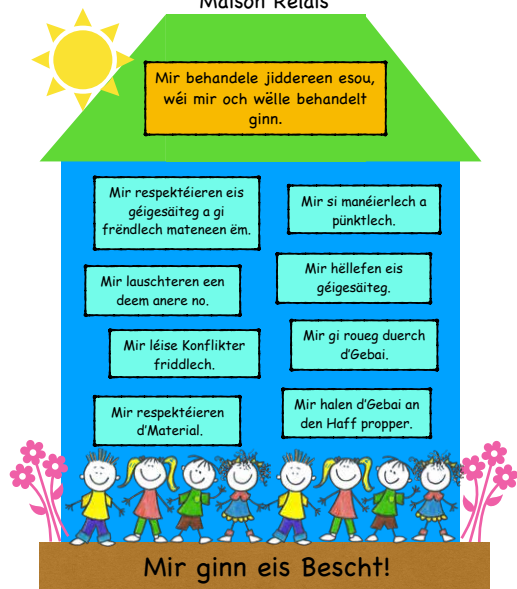 Maison Relais
Mir behandele jiddereen esou,
wéi mir och wëlle behandelt
ginn.
Mir respektéieren eis
géigesäiteg a gi
frëndlech mateneen ëm.
Mir si manéierlech a
pünktlech.
Mir lauschteren een
deem anere no.
Mir hëllefen eis
géigesäiteg.
Mir léise Konflikter
friddlech.
Mir gi roueg duerch
d'Gebai.
Mir respektéieren
d'Material.
Mir halen d'Gebai an
den Haff propper.
Mir ginn eis Bescht!